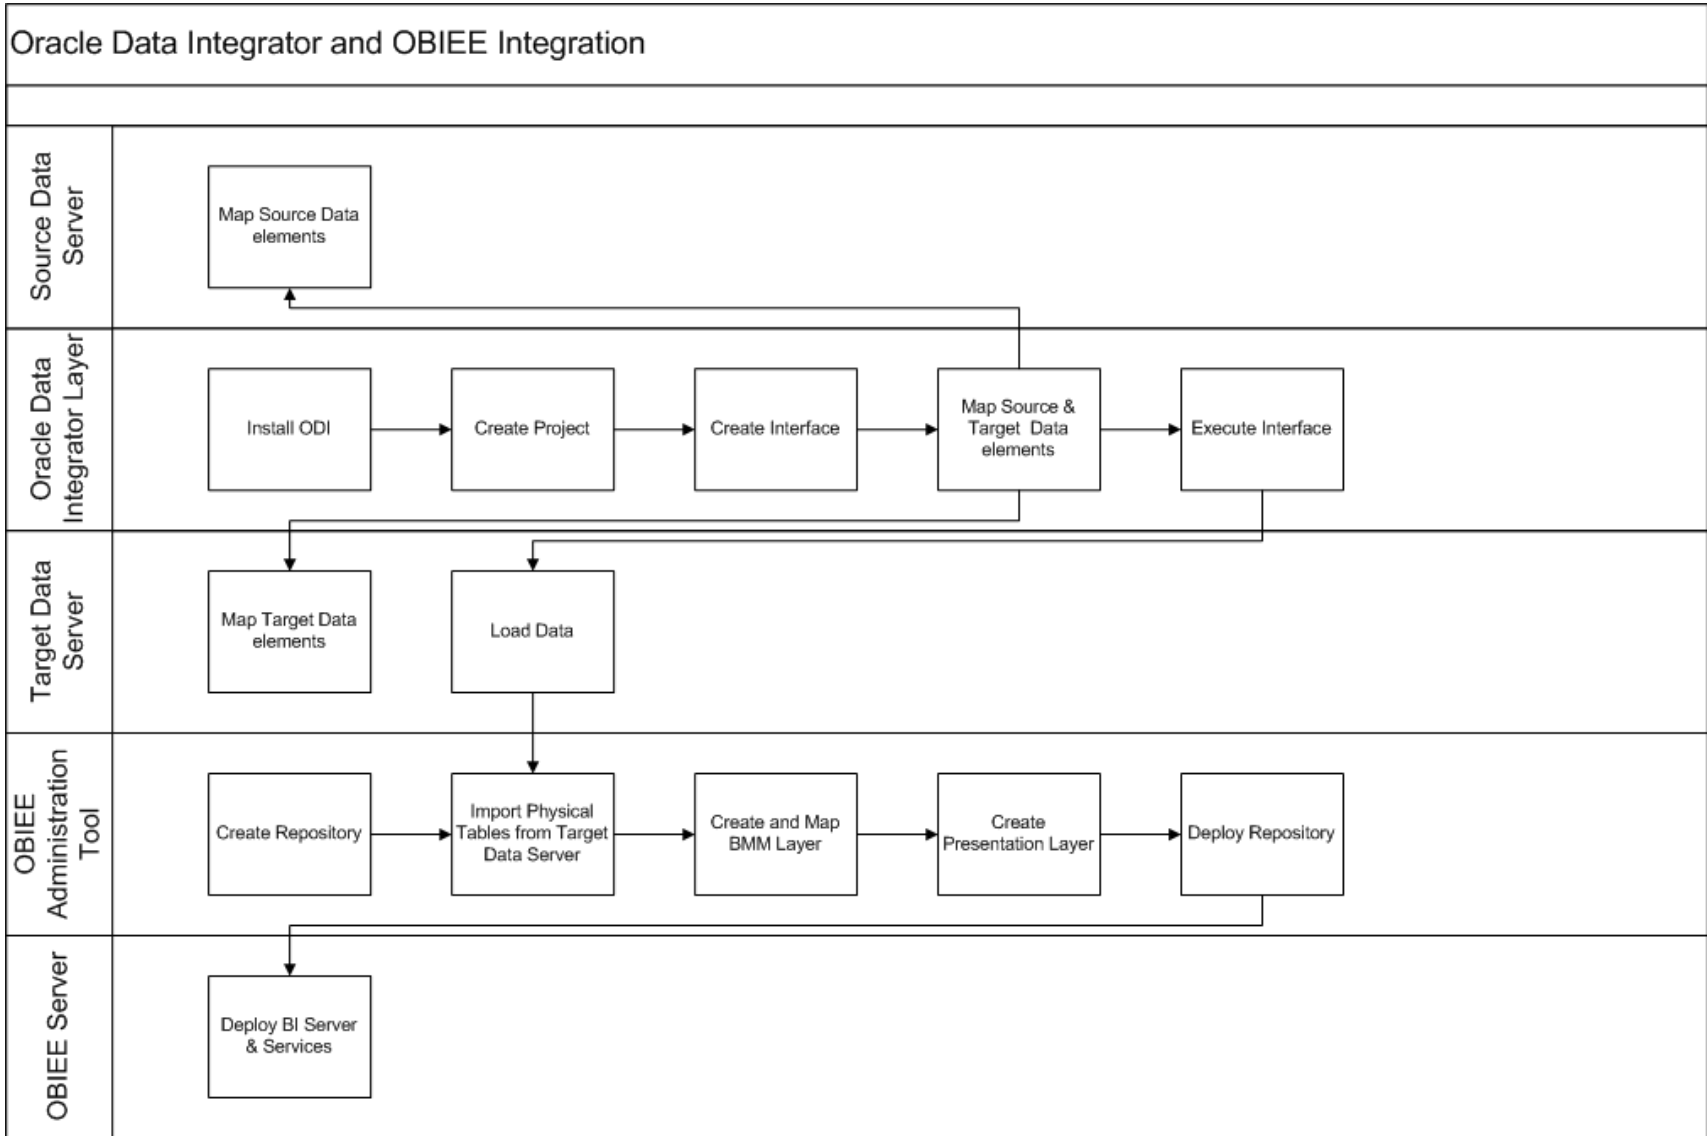 Oracle Data Integrator and OBIEE Integration
Source Data
Server
Map Source Data
elements
Oracle Data
Integrator Layer
Install ODI
Create Project
Create Interface
Map Source &
Target Data
elements
Execute Interface
Target Data
Server
Map Target Data
elements
Load Data
OBIEE
Administration
Tool
Create Repository
Import Physical
Tables from Target
Data Server
Create and Map
BMM Layer
Create
Presentation Layer
Deploy Repository
OBIEE Server
Deploy BI Server
& Services